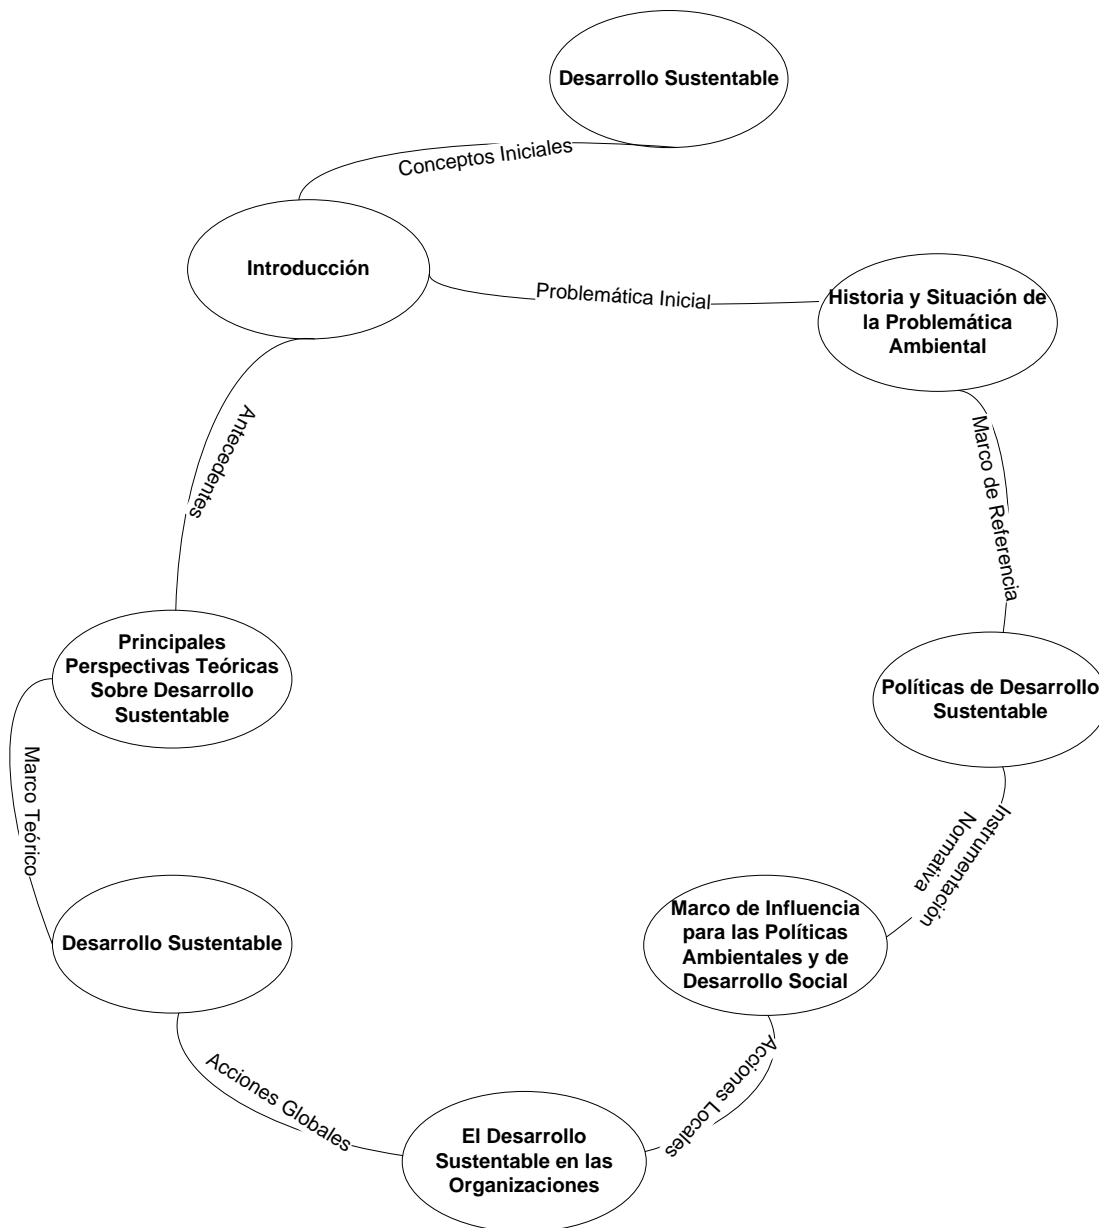 Desarrollo Sustentable
Conceptos Iniciales
Introducción
Problemática Inicial
Historia y Situación de
la Problemática
Ambiental
Antecedentes
Marco de Referencia
Principales
Perspectivas Teóricas
Sobre Desarrollo
Sustentable
Políticas de Desarrollo
Sustentable
Marco Teórico
Instrumentación
Normativa
Marco de Influencia
para las Políticas
Ambientales y de
Desarrollo Social
Desarrollo Sustentable
Acciones Globales
Acciones Locales
El Desarrollo
Sustentable en las
Organizaciones